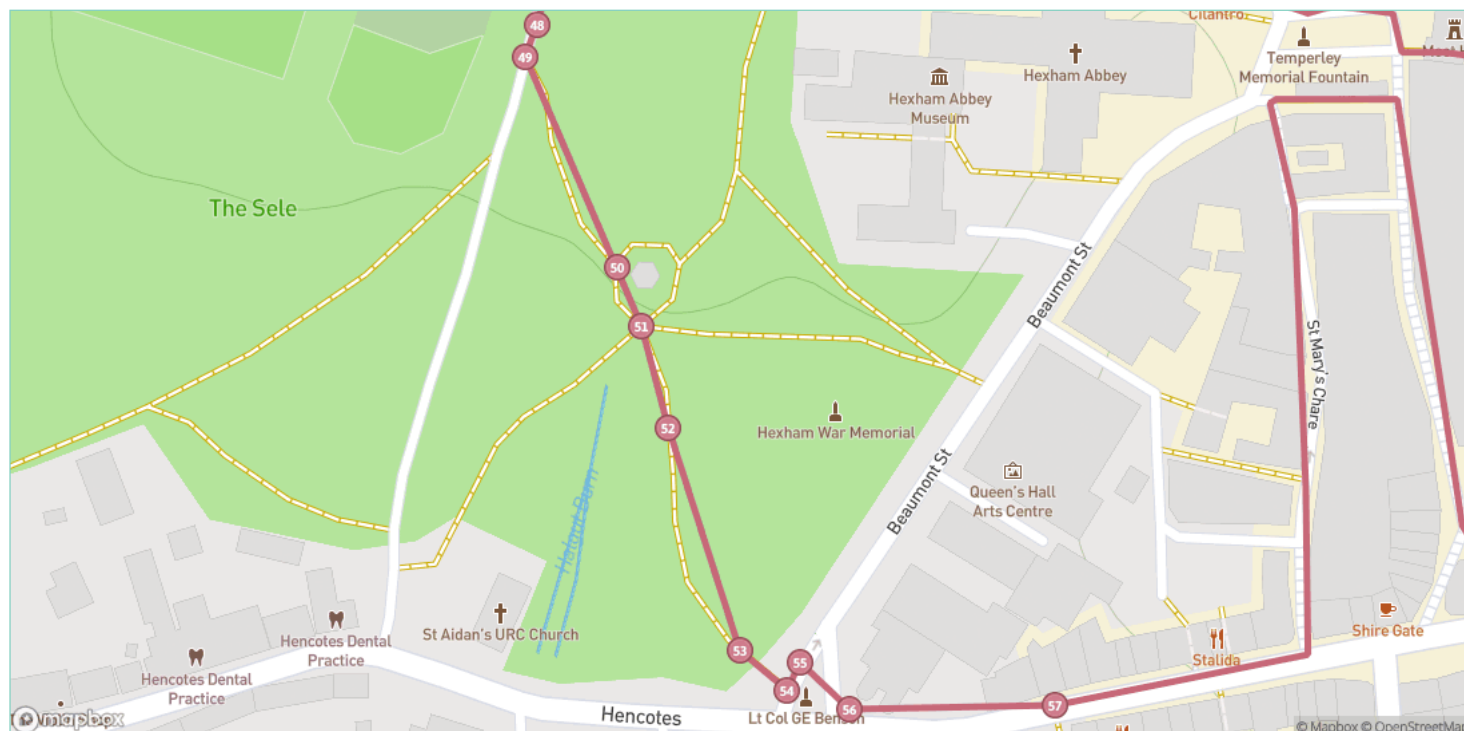 48
Cilantro
49
Temperley
Memorial Fountain
Hexham Abbey
Hexham Abbey
Museum
The Sele
Beaumont St
50
51
St Mary's Chare
52
Hexham War Memorial
Beaumont St
Queen's Hall
Arts Centre
Halgut Burn
St Aidan's URC Church
Hencotes Dental
Practice
Hencotes Dental
Practice
Shire Gate
Stalida
53
55
54
56
57
Lt Col GE Benson
Hencotes
mapbox
© Mapbox © OpenStreetMap